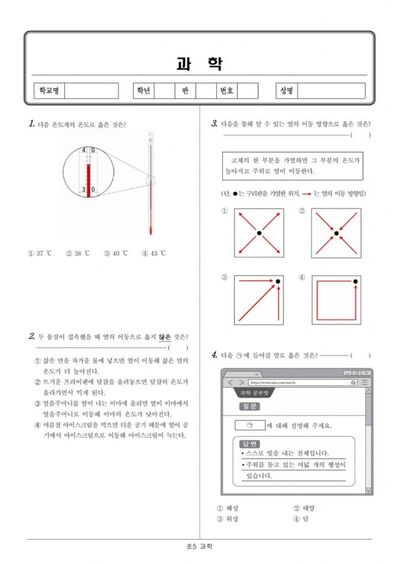 과 학
학교명
학년
반
번호
성명
1. 다음 온도계의 온도로 옳은 것은?
4 0
3 0
① 37 ℃ ② 38 ℃ ③ 40 ℃ ④ 43 ℃
2. 두 물질이 접촉했을 때 열의 이동으로 옳지 않은 것은?
( )
① 삶은 면을 차가운 물에 넣으면 열이 이동해 삶은 면의
온도가 더 높아진다.
② 뜨거운 프라이팬에 달걀을 올려놓으면 달걀의 온도가
올라가면서 익게 된다.
③ 얼음주머니를 열이 나는 이마에 올리면 열이 이마에서
얼음주머니로 이동해 이마의 온도가 낮아진다.
④ 여름철 아이스크림을 먹으면 더운 공기 때문에 열이 공
기에서 아이스크림으로 이동해 아이스크림이 녹는다.
3. 다음을 통해 알 수 있는 열의 이동 방향으로 옳은 것은?
( )
고체의 한 부분을 가열하면 그 부분의 온도가
높아지고 주위로 열이 이동한다.
(단, ●는 구리판을 가열한 위치, → 는 열의 이동 방향임)
① ②
③ ④
4. 다음 ㉠에 들어갈 말로 옳은 것은? ( )
과학 공부방
질문
㉠ 에 대해 설명해 주세요.
답변
• 스스로 빛을 내는 천체입니다.
• 주위를 돌고 있는 여덟 개의 행성이
있습니다.
① 혜성 ② 태양
③ 위성 ④ 달
초5 과학